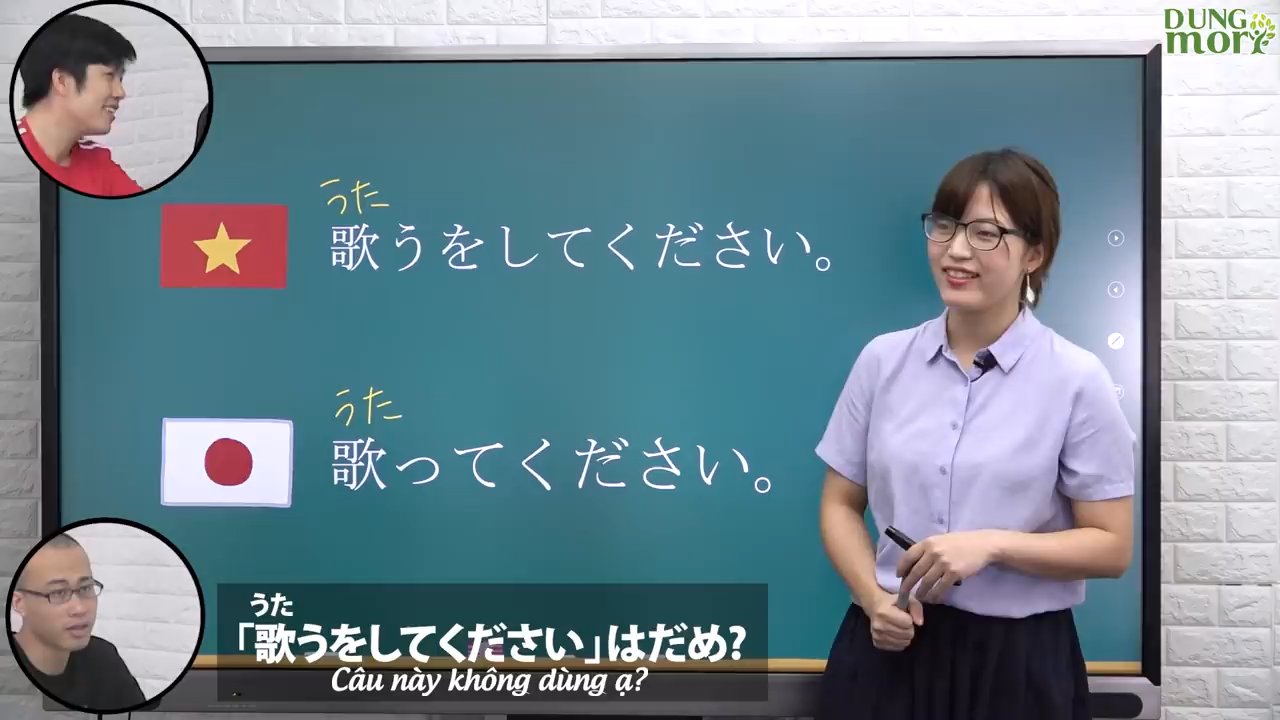 DUNG
mori
うた
歌うをしてください。
うた
歌ってください。
うた
「歌うをしてください」はだめ?
Câu này không dùng ạ?